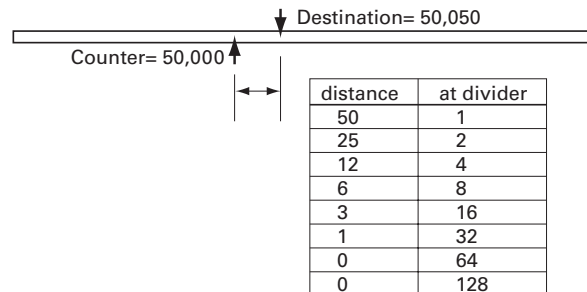 Destination= 50,050
Counter= 50,000
distance at divider
50 1
25 2
12 4
6 8
3 16
1 32
0 64
0 128